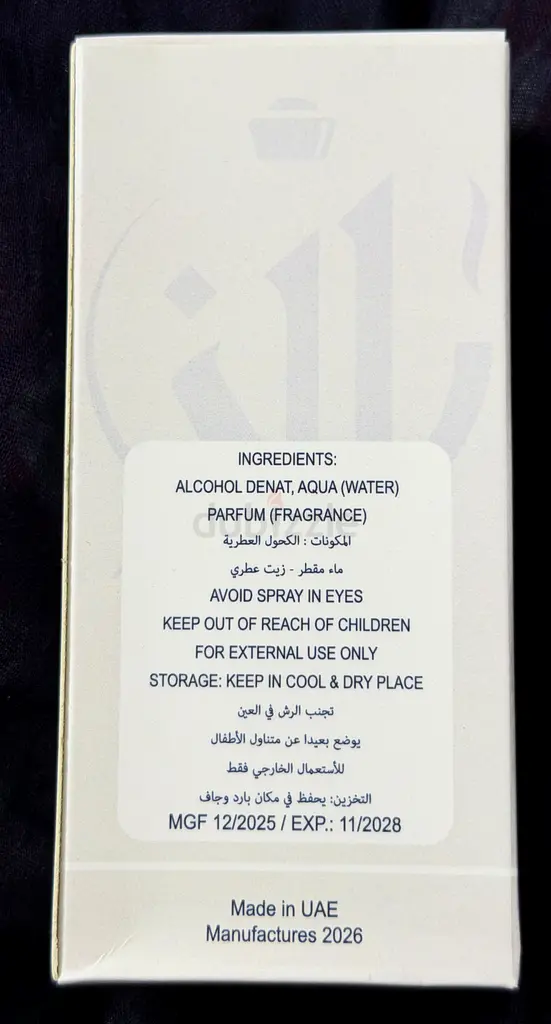 INGREDIENTS:
ALCOHOL DENAT, AQUA (WATER)
PARFUM (FRAGRANCE)
dubizzle
المكونات : الكحول العطرية
ماء مقطر - زيت عطري
AVOID SPRAY IN EYES
KEEP OUT OF REACH OF CHILDREN
FOR EXTERNAL USE ONLY
STORAGE: KEEP IN COOL & DRY PLACE
تجنب الرش في العين
يوضع بعيدا عن متناول الأطفال
للأستعمال الخارجي فقط
التخزين: يحفظ في مكان بارد وجاف
MGF 12/2025 / EXP.: 11/2028
Made in UAE
Manufactures 2026